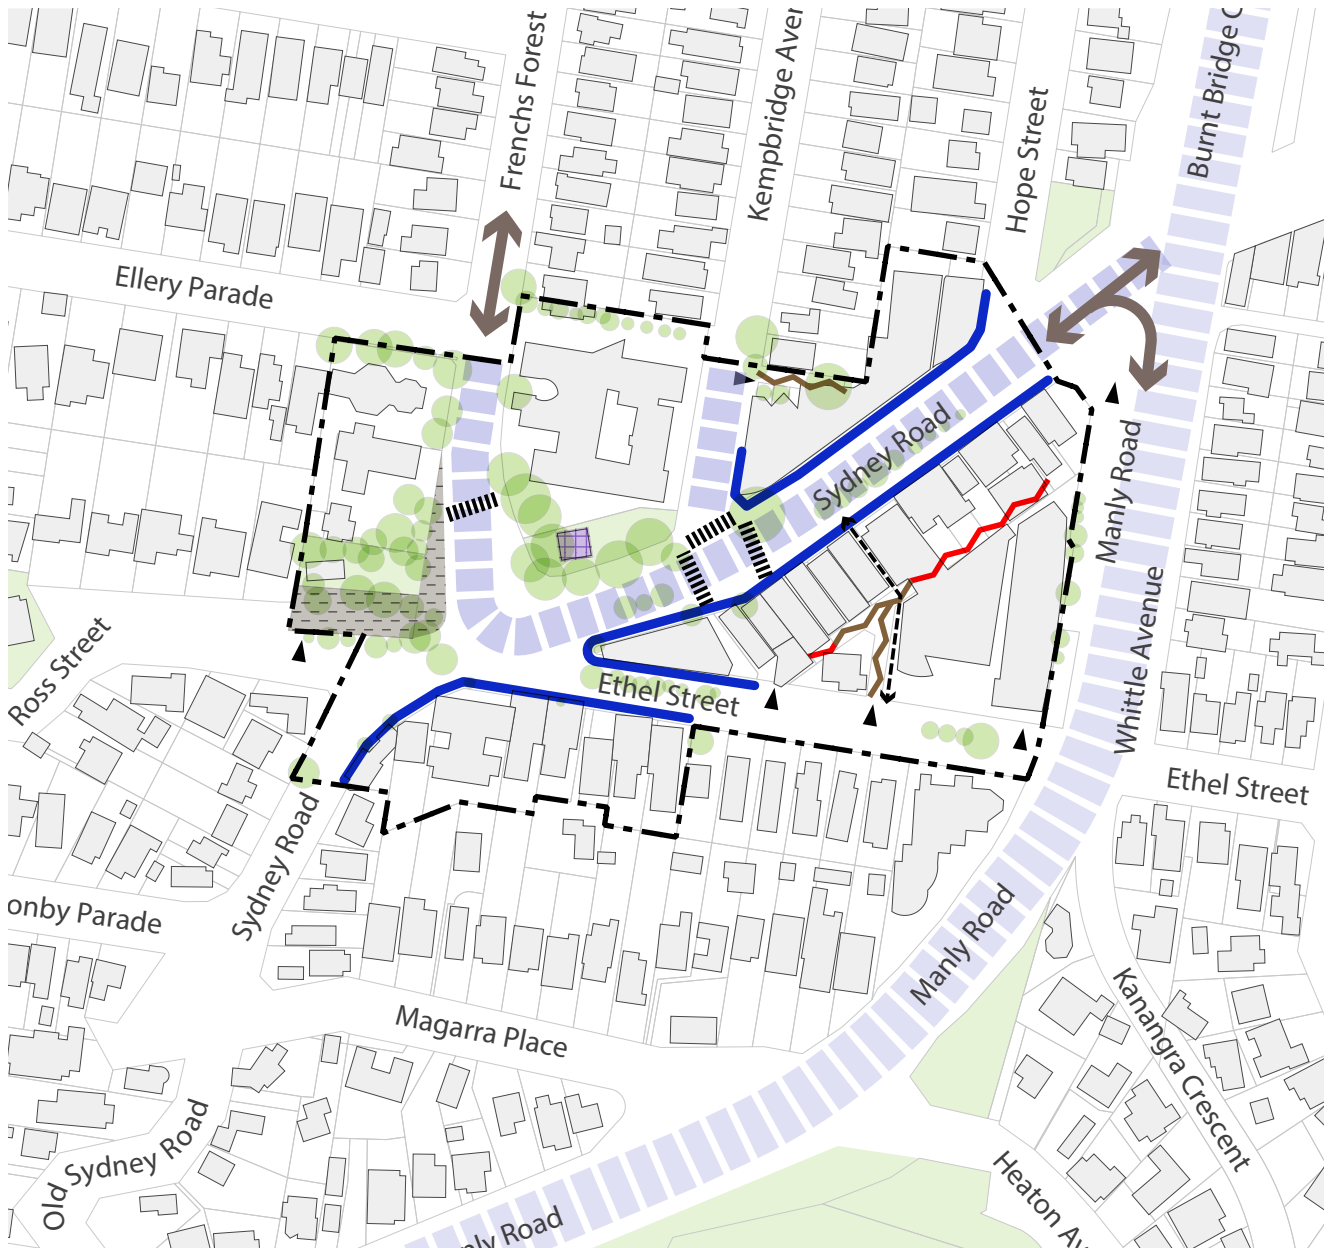 Frenchs Forest
Kempbridge Aven
Hope Street
Burnt Bridge C
Ellery Parade
Sydney Road
Manly Road
Whittle Avenue
Ross Street
Ethel Street
Ethel Street
Sydney Road
onby Parade
Manly Road
Magarra Place
Kanangra Crescent
Old Sydney Road
Heaton Av
nly Road